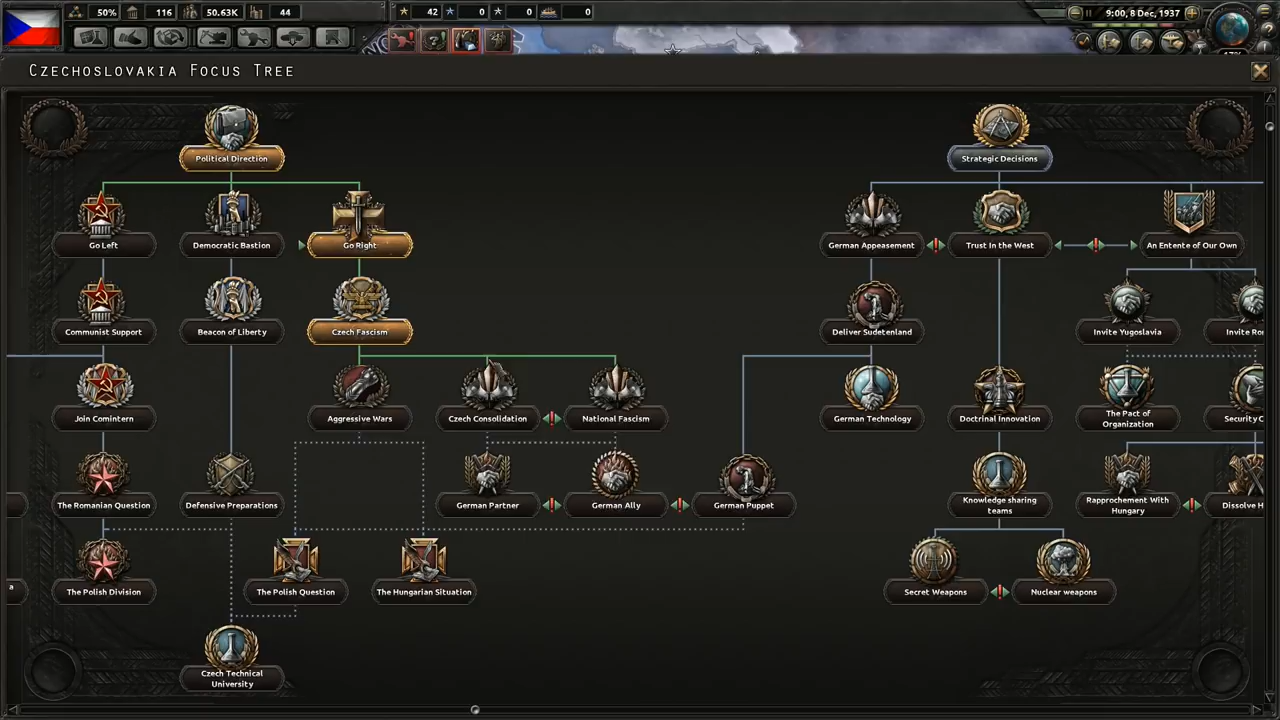 50% 116 50.63K 44 42 0 0 0 9:00, 8 Dec, 1937
Czechoslovakia Focus Tree
Political Direction
Strategic Decisions
Go Left
Democratic Bastion
Go Right
German Appeasement
Trust In the West
An Entente of Our Own
Communist Support
Beacon of Liberty
Czech Fascism
Deliver Sudetenland
Invite Yugoslavia
Invite Ro
Join Comintern
Aggressive Wars
Czech Consolidation
National Fascism
German Technology
Doctrinal Innovation
The Pact of
Organization
Security C
The Romanian Question
Defensive Preparations
German Partner
German Ally
German Puppet
Knowledge sharing
teams
Rapprochement With
Hungary
Dissolve H
a
The Polish Division
The Polish Question
The Hungarian Situation
Secret Weapons
Nuclear weapons
Czech Technical
University